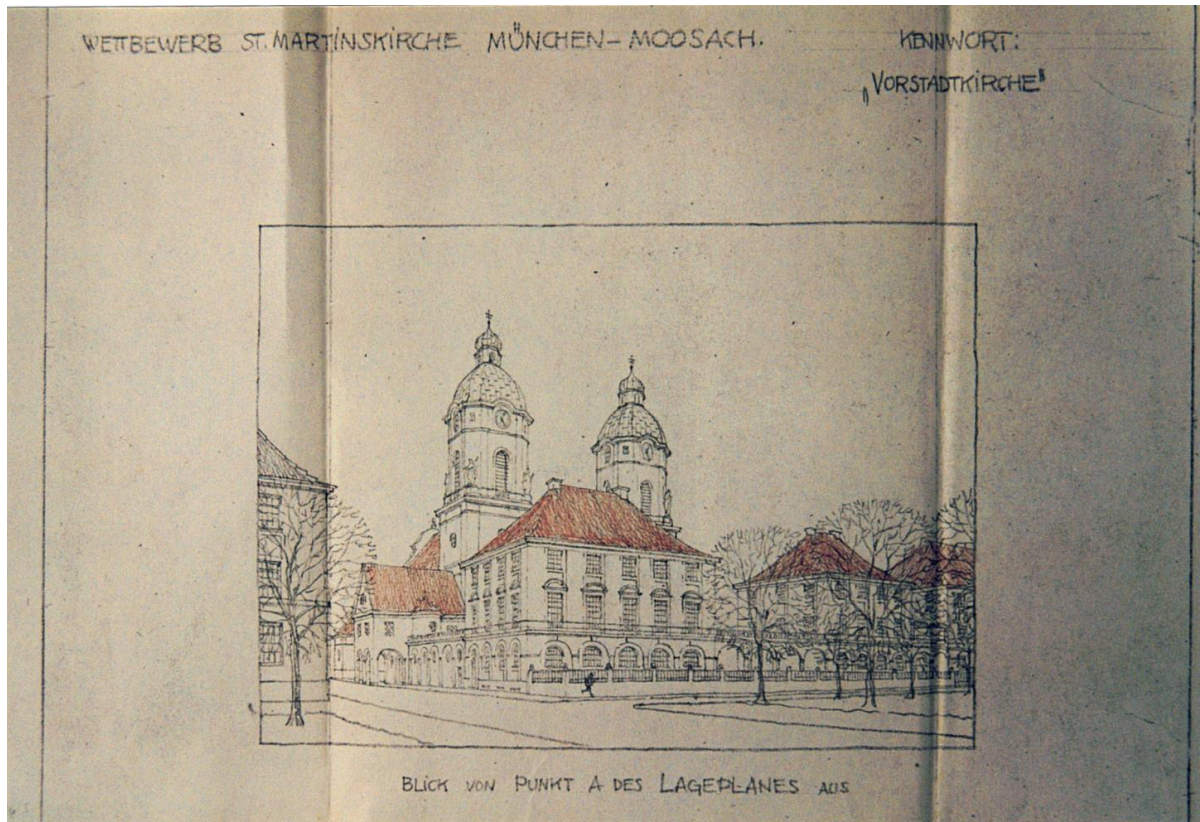 WETTBEWERB ST. MARTINSKIRCHE MÜNCHEN-MOOSACH. KENNWORT:
„VORSTADTKIRCHE"
BLICK VON PUNKT A DES LAGEPLANES AUS